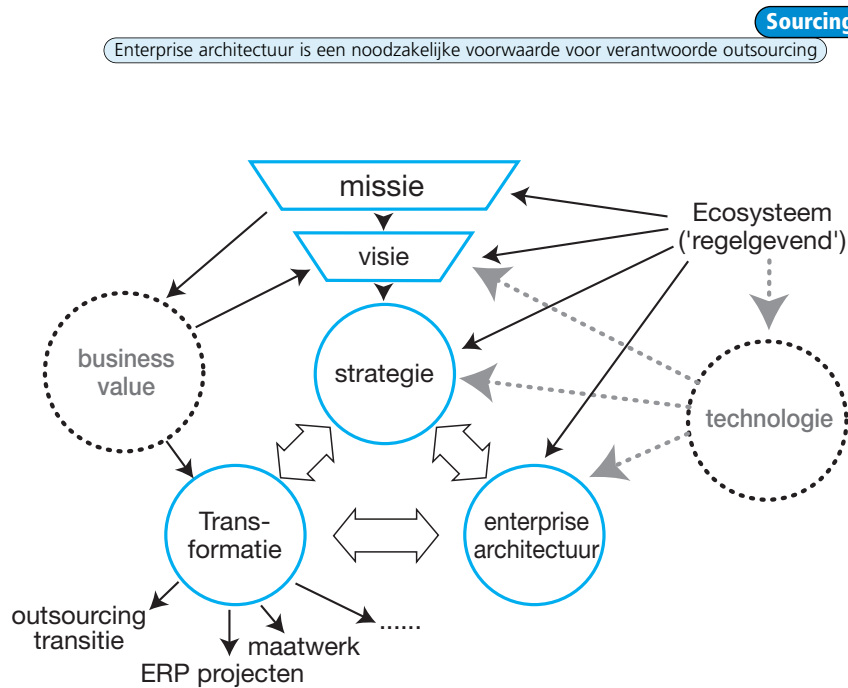 Sourcing
Enterprise architectuur is een noodzakelijke voorwaarde voor verantwoorde outsourcing
missie
Ecosysteem
('regelgevend')
visie
business
value
strategie
technologie
Trans-
formatie
enterprise
architectuur
outsourcing
transitie
......
maatwerk
ERP projecten